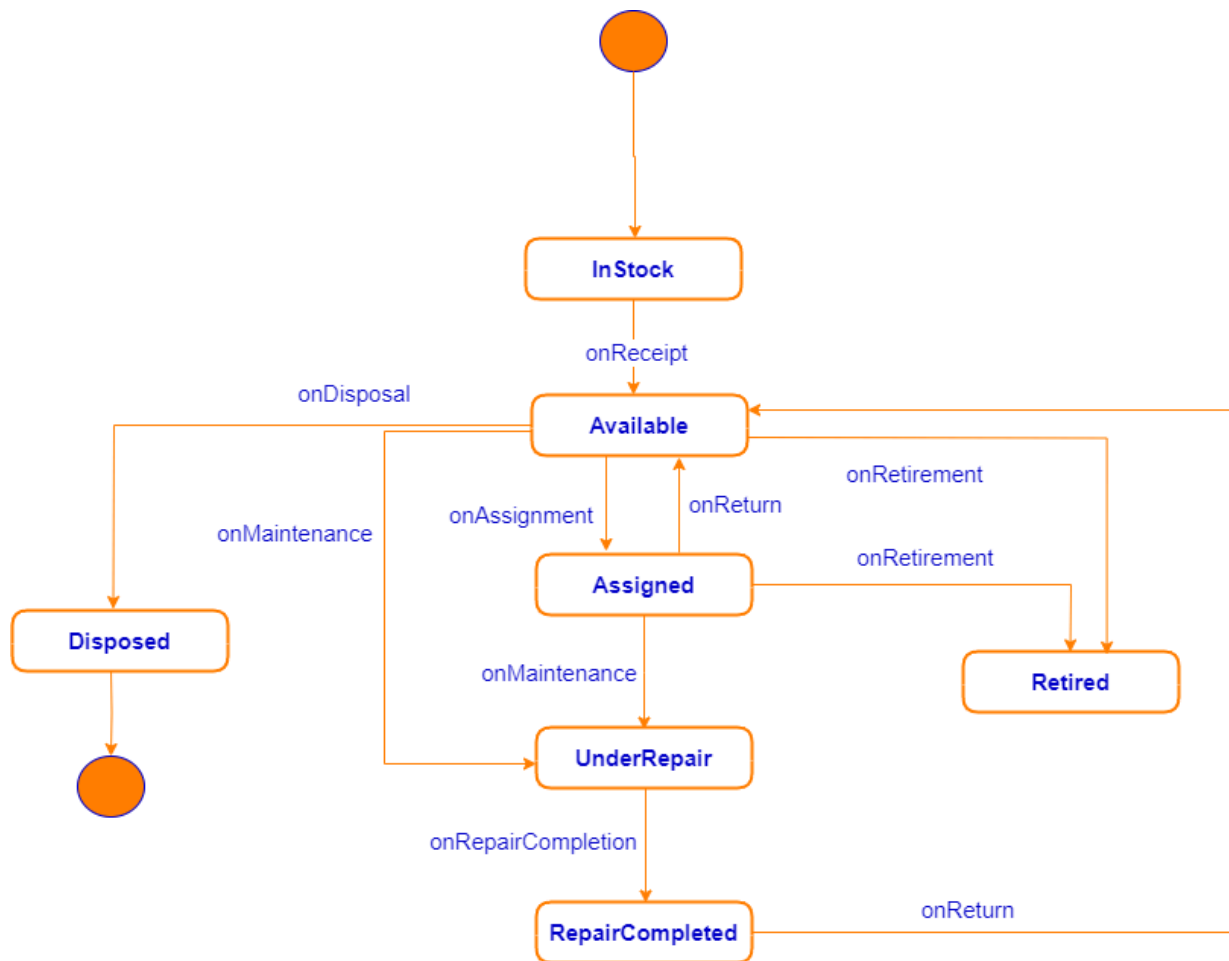 InStock
onReceipt
onDisposal
Available
onRetirement
onReturn
onAssignment
onMaintenance
onRetirement
Assigned
Disposed
onMaintenance
Retired
UnderRepair
onRepairCompletion
onReturn
RepairCompleted